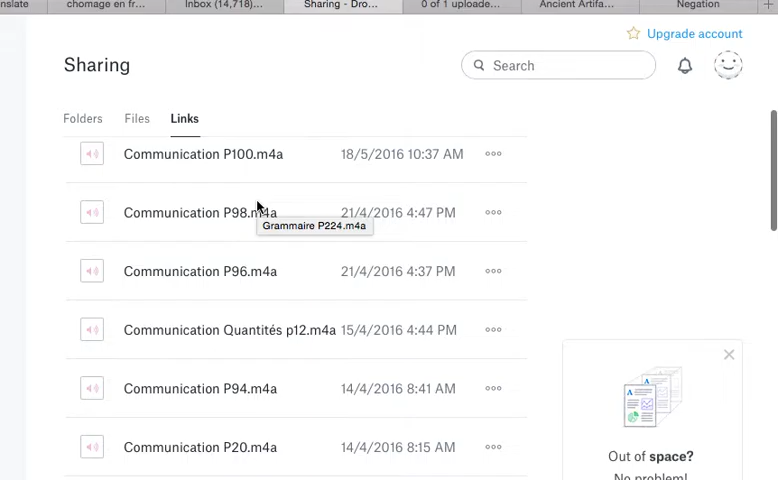 nslate chomage en fr... Inbox (14,718)... Sharing - Dro... 0 of 1 uploade... Ancient Artifa... Negation
Upgrade account
Sharing Search
Folders Files Links
Communication P100.m4a 18/5/2016 10:37 AM
Communication P98.m4a 21/4/2016 4:47 PM
Grammaire P224.m4a
Communication P96.m4a 21/4/2016 4:37 PM
Communication Quantités p12.m4a 15/4/2016 4:44 PM
Communication P94.m4a 14/4/2016 8:41 AM
Communication P20.m4a 14/4/2016 8:15 AM
Out of space?
No problem!